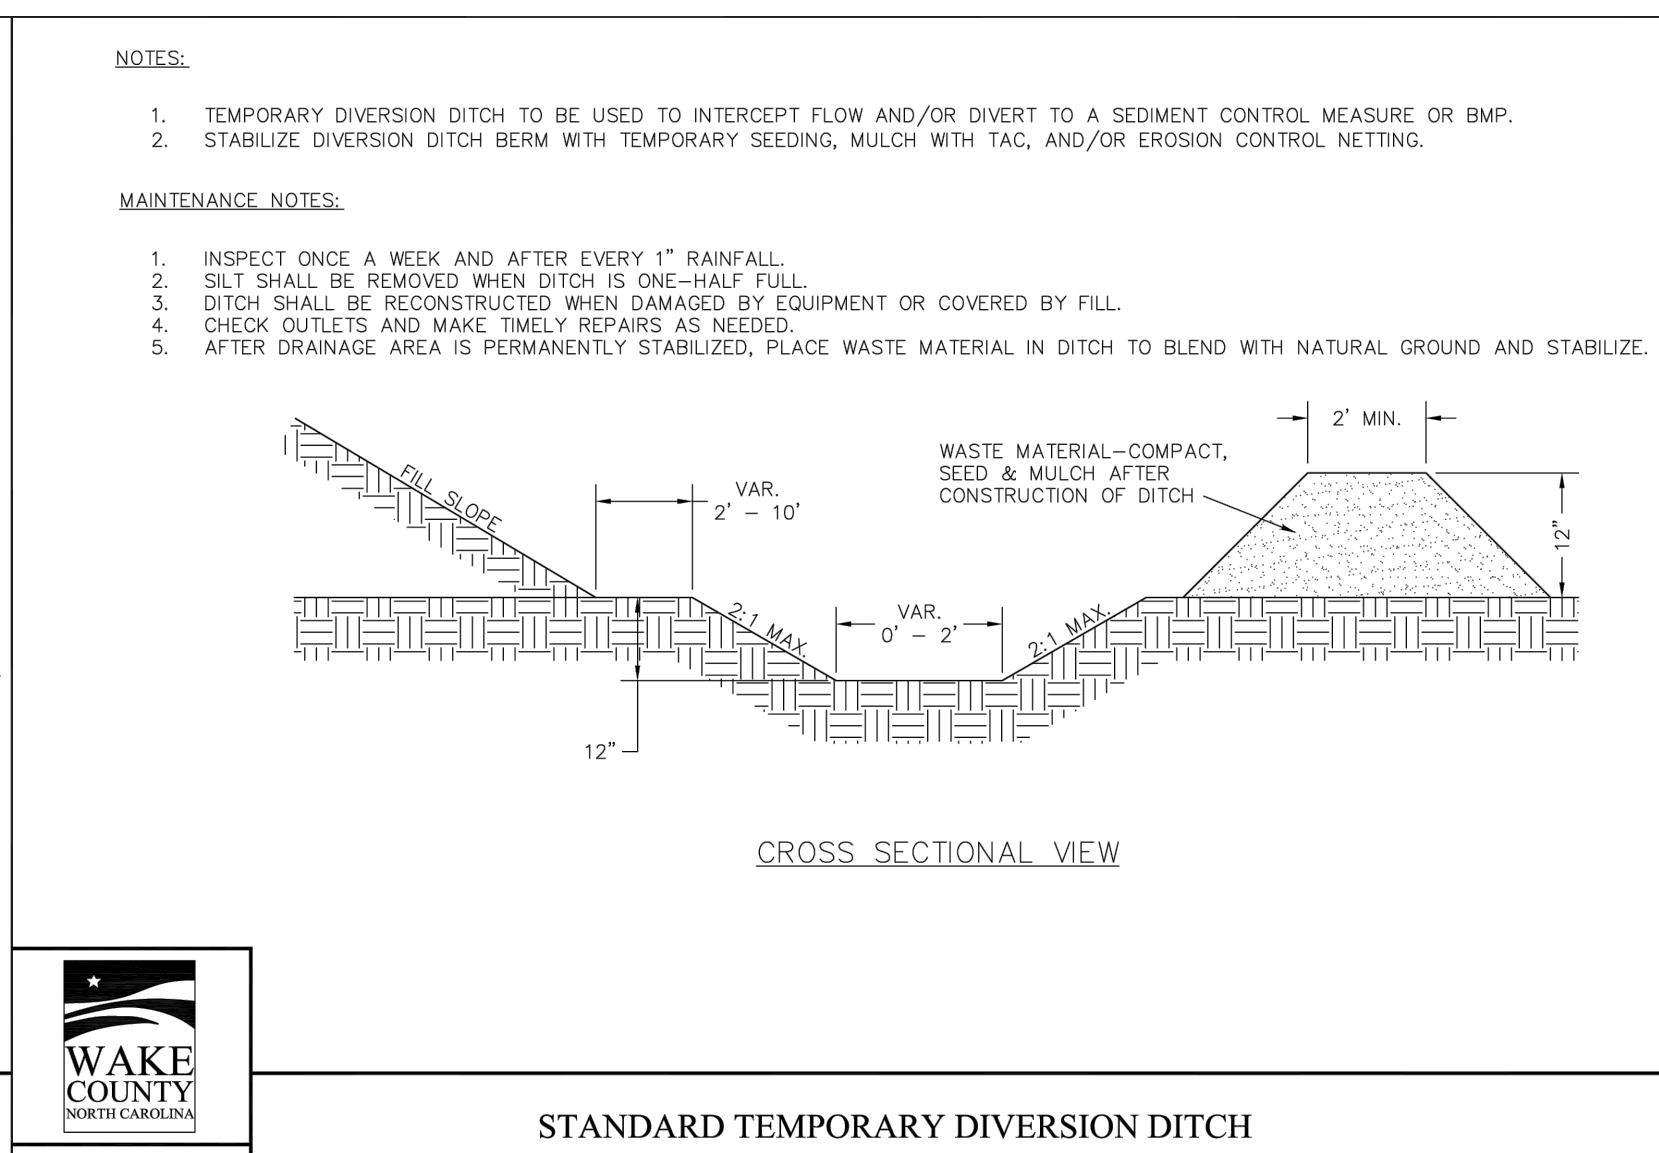 NOTES:
1. TEMPORARY DIVERSION DITCH TO BE USED TO INTERCEPT FLOW AND/OR DIVERT TO A SEDIMENT CONTROL MEASURE OR BMP.
2. STABILIZE DIVERSION DITCH BERM WITH TEMPORARY SEEDING, MULCH WITH TAC, AND/OR EROSION CONTROL NETTING.
MAINTENANCE NOTES:
1. INSPECT ONCE A WEEK AND AFTER EVERY 1" RAINFALL.
2. SILT SHALL BE REMOVED WHEN DITCH IS ONE-HALF FULL.
3. DITCH SHALL BE RECONSTRUCTED WHEN DAMAGED BY EQUIPMENT OR COVERED BY FILL.
4. CHECK OUTLETS AND MAKE TIMELY REPAIRS AS NEEDED.
5. AFTER DRAINAGE AREA IS PERMANENTLY STABILIZED, PLACE WASTE MATERIAL IN DITCH TO BLEND WITH NATURAL GROUND AND STABILIZE.
FILL SLOPE
VAR.
2' - 10'
WASTE MATERIAL-COMPACT,
SEED & MULCH AFTER
CONSTRUCTION OF DITCH
2' MIN.
12"
2:1 MAX.
VAR.
0' - 2'
2:1 MAX.
12"
CROSS SECTIONAL VIEW
WAKE
COUNTY
NORTH CAROLINA
STANDARD TEMPORARY DIVERSION DITCH